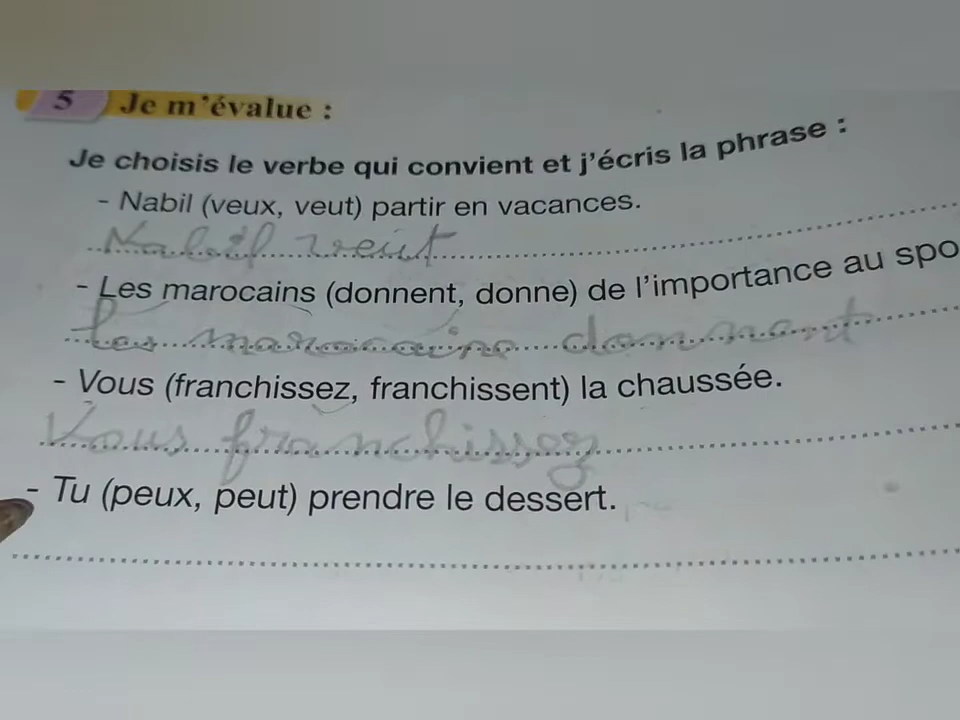 5 Je m'évalue :
Je choisis le verbe qui convient et j'écris la phrase :
- Nabil (veux, veut) partir en vacances.
Nabil veut
- Les marocains (donnent, donne) de l'importance au spo
Les marocains donnent
- Vous (franchissez, franchissent) la chaussée.
Vous franchissez
- Tu (peux, peut) prendre le dessert.